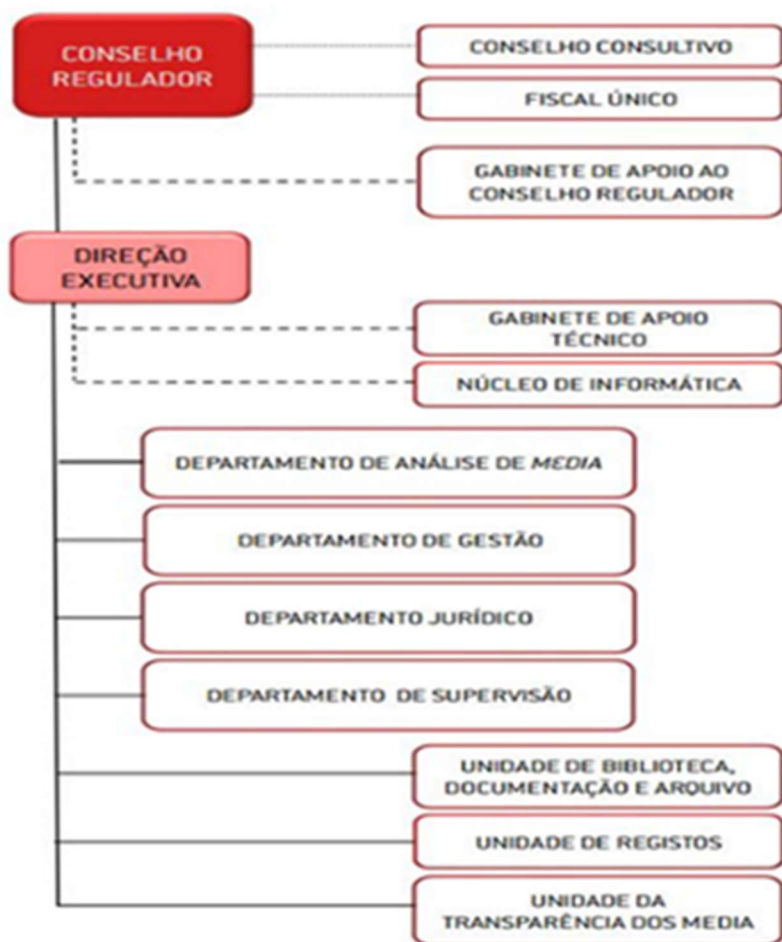 CONSELHO
REGULADOR
CONSELHO CONSULTIVO
FISCAL ÚNICO
GABINETE DE APOIO AO
CONSELHO REGULADOR
DIREÇÃO
EXECUTIVA
GABINETE DE APOIO
TÉCNICO
NÚCLEO DE INFORMÁTICA
DEPARTAMENTO DE ANÁLISE DE MEDIA
DEPARTAMENTO DE GESTÃO
DEPARTAMENTO JURÍDICO
DEPARTAMENTO DE SUPERVISÃO
UNIDADE DE BIBLIOTECA,
DOCUMENTAÇÃO E ARQUIVO
UNIDADE DE REGISTOS
UNIDADE DA
TRANSPARÊNCIA DOS MEDIA